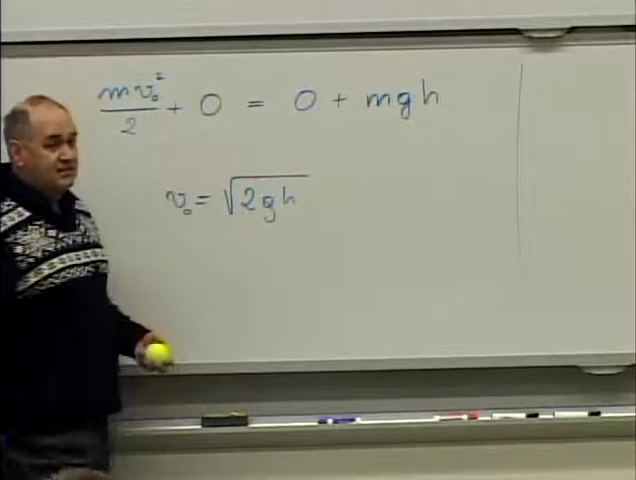 mv₀²/2 + 0 = 0 + mgh
v₀ = √2gh